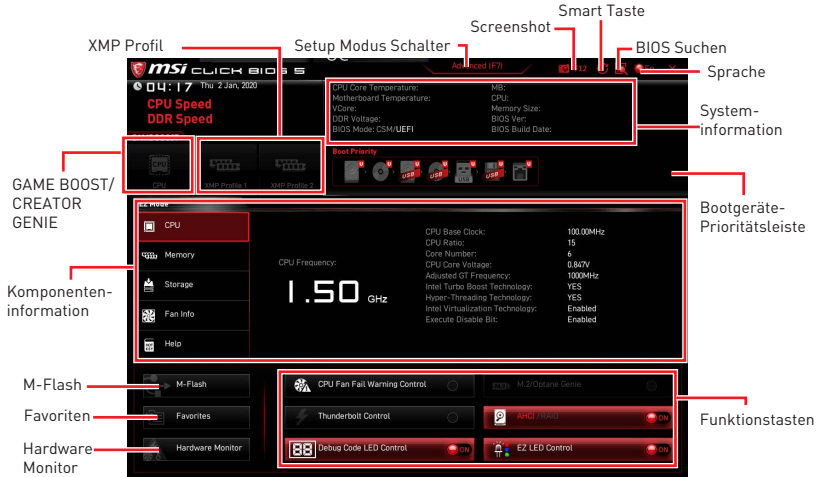 Smart Taste
Screenshot
XMP Profil
Setup Modus Schalter
BIOS Suchen
Sprache
msi CLICK BIOS 5
Advanced (F7)
F12
En
04:17 Thu 2 Jan, 2020
CPU Speed
DDR Speed
CPU Core Temperature:
Motherboard Temperature:
VCore:
DDR Voltage:
BIOS Mode: CSM/UEFI
MB:
CPU:
Memory Size:
BIOS Ver:
BIOS Build Date:
System-
information
CPU
CPU
XMP Profile 1
XMP Profile 2
Boot Priority
U
U
U
USB
U
USB
U
USB
U
USB
U
GAME BOOST/
CREATOR
GENIE
Bootgeräte-
Prioritätsleiste
EZ Mode
CPU
Memory
Storage
Fan Info
Help
CPU Frequency:
1.50 GHz
CPU Base Clock: 100.00MHz
CPU Ratio: 15
Core Number: 6
CPU Core Voltage: 0.847V
Adjusted GT Frequency: 1000MHz
Intel Turbo Boost Technology: YES
Hyper-Threading Technology: YES
Intel Virtualization Technology: Enabled
Execute Disable Bit: Enabled
Komponenten-
information
M-Flash
Favoriten
Hardware
Monitor
M-Flash
Favorites
Hardware Monitor
CPU Fan Fail Warning Control
M.2/Optane Genie
Thunderbolt Control
AHCI /RAID
ON
88
Debug Code LED Control
ON
EZ LED Control
ON
Funktionstasten